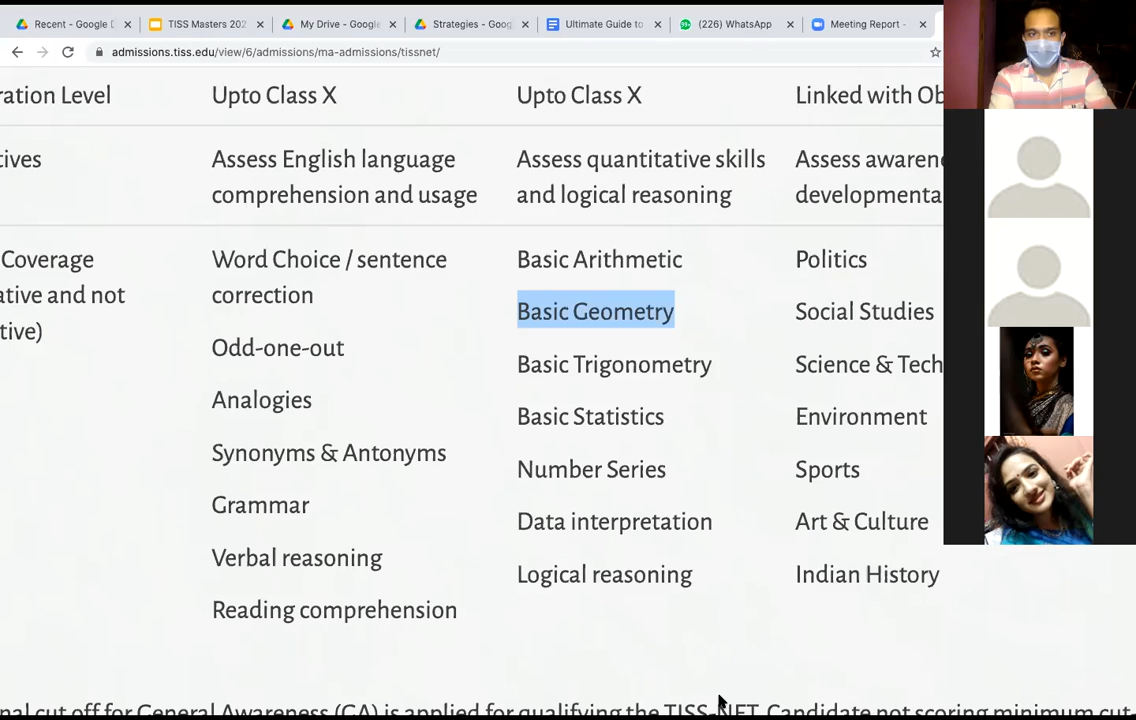 Recent - Google D
TISS Masters 202
My Drive - Google
Strategies - Goog
Ultimate Guide to
99+
(226) WhatsApp
Meeting Report -
admissions.tiss.edu/view/6/admissions/ma-admissions/tissnet/
ration Level
Upto Class X
Upto Class X
Linked with Ob
tives
Assess English language
comprehension and usage
Assess quantitative skills
and logical reasoning
Assess awaren
developmenta
Coverage
ative and not
tive)
Word Choice / sentence
correction
Odd-one-out
Analogies
Synonyms & Antonyms
Grammar
Verbal reasoning
Reading comprehension
Basic Arithmetic
Basic Geometry
Basic Trigonometry
Basic Statistics
Number Series
Data interpretation
Logical reasoning
Politics
Social Studies
Science & Tech
Environment
Sports
Art & Culture
Indian History
nal cut off for General Awareness (GA) is applied for qualifying the TISS-NET. Candidate not scoring minimum cut